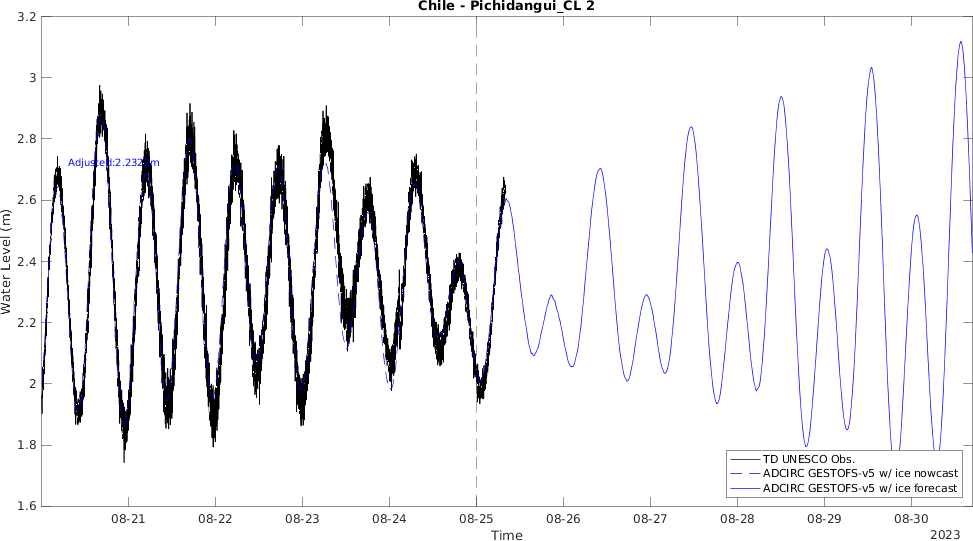 Chile - Pichidangui_CL 2
3.2
3
2.8
2.6
2.4
2.2
2
1.8
1.6
Water Level (m)
Adjusted:2.232 m
TD UNESCO Obs.
ADCIRC GESTOFS-v5 w/ ice nowcast
ADCIRC GESTOFS-v5 w/ ice forecast
08-21 08-22 08-23 08-24 08-25 08-26 08-27 08-28 08-29 08-30
Time
2023